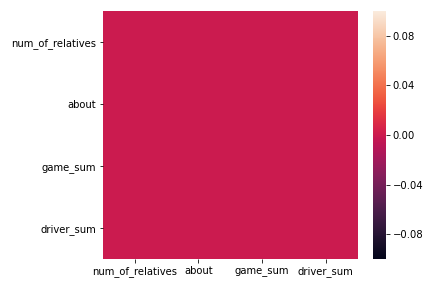 num_of_relatives
about
game_sum
driver_sum
num_of_relatives about game_sum driver_sum
0.08
0.04
0.00
−0.04
−0.08